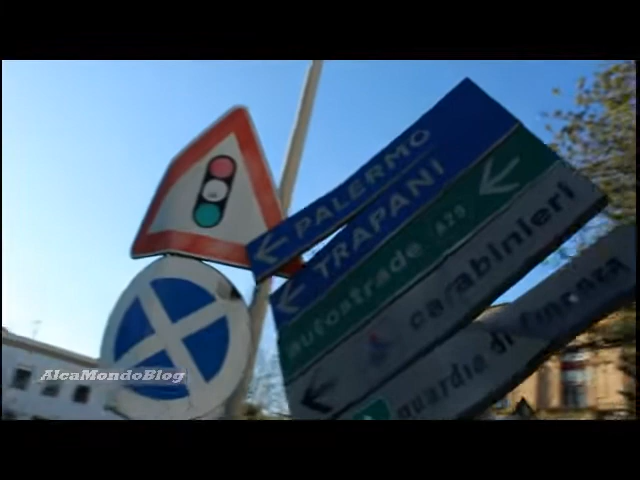 PALERMO
TRAPANI
autostrade A29
carabinieri
guardia di finanza
AlcaMondoBlog